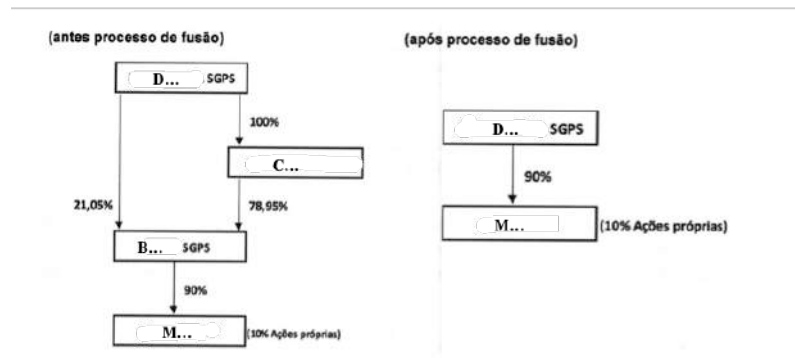 (antes processo de fusão)
D... SGPS
100%
C...
21,05%
78,95%
B... SGPS
90%
M... (10% Ações próprias)
(após processo de fusão)
D... SGPS
90%
M... (10% Ações próprias)